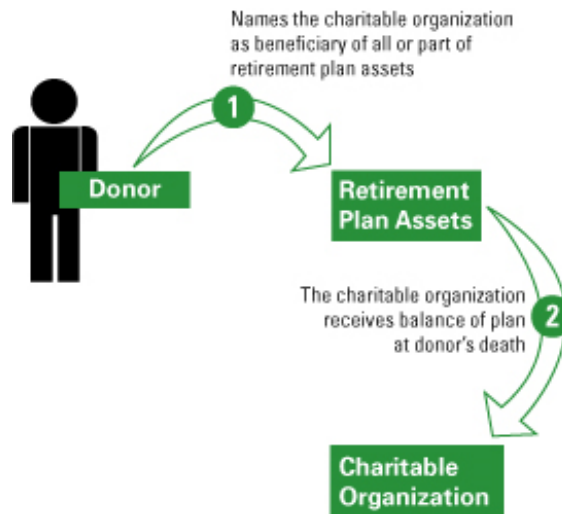 Names the charitable organization
as beneficiary of all or part of
retirement plan assets
1
Donor
Retirement
Plan Assets
The charitable organization
receives balance of plan
at donor's death
2
Charitable
Organization